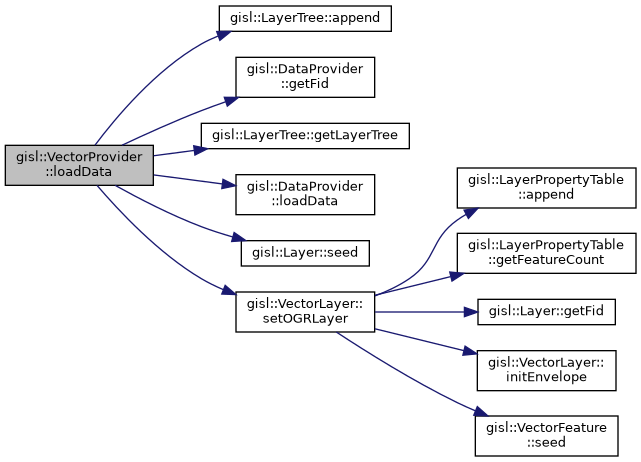 gisl::VectorProvider
::loadData
gisl::LayerTree::append
gisl::DataProvider
::getFid
gisl::LayerTree::getLayerTree
gisl::DataProvider
::loadData
gisl::Layer::seed
gisl::VectorLayer::
setOGRLayer
gisl::LayerPropertyTable
::append
gisl::LayerPropertyTable
::getFeatureCount
gisl::Layer::getFid
gisl::VectorLayer::
initEnvelope
gisl::VectorFeature
::seed